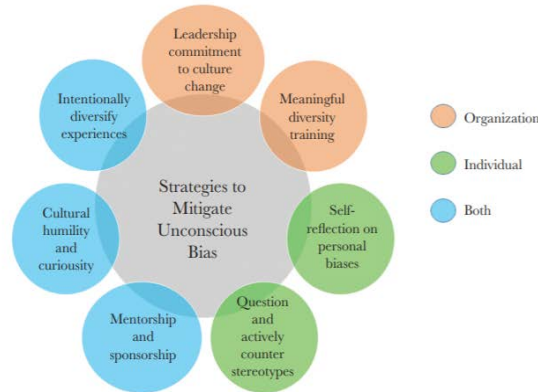 Leadership
commitment
to culture
change
Meaningful
diversity
training
Self-
reflection on
personal
biases
Question
and
actively
counter
stereotypes
Mentorship
and
sponsorship
Cultural
humility
and
curiousity
Intentionally
diversify
experiences
Strategies to
Mitigate
Unconscious
Bias
Organization
Individual
Both